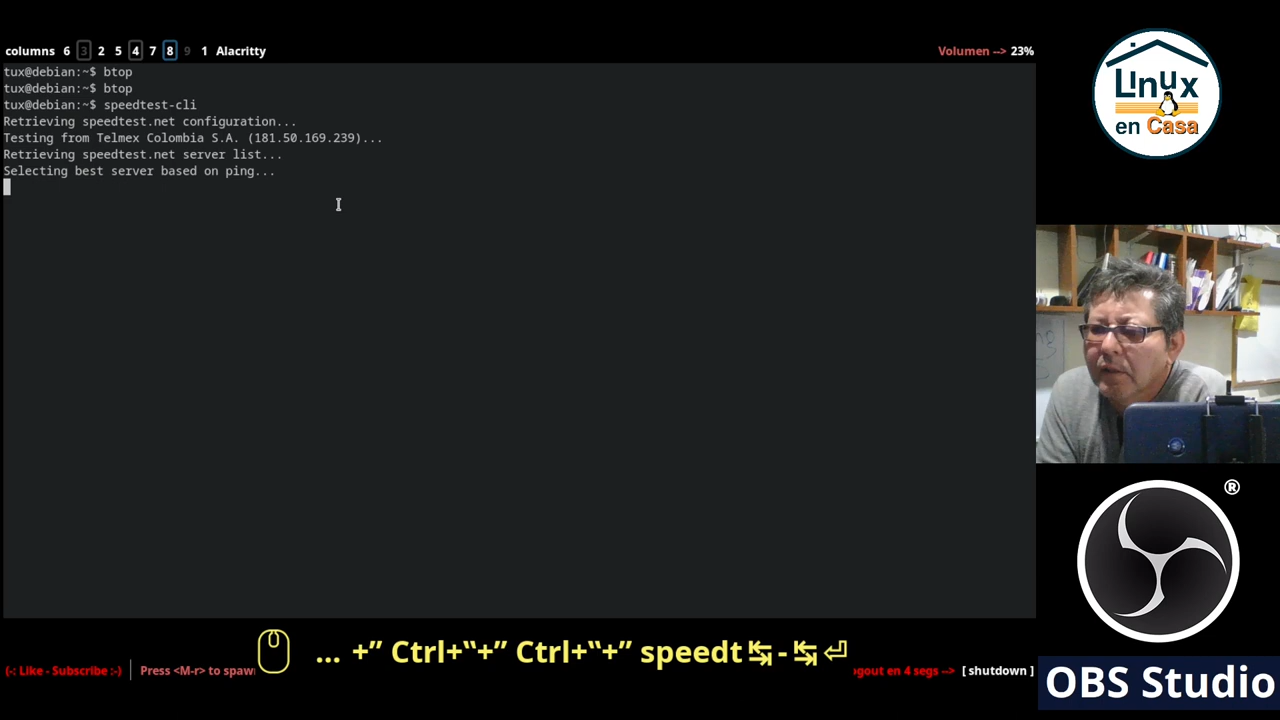 columns 6 3 2 5 4 7 8 9 1 Alacritty
Volumen --> 23%
tux@debian:~$ btop
tux@debian:~$ btop
tux@debian:~$ speedtest-cli
Retrieving speedtest.net configuration...
Testing from Telmex Colombia S.A. (181.50.169.239)...
Retrieving speedtest.net server list...
Selecting best server based on ping...
LInux
en Casa
®
... +” Ctrl+“+” Ctrl+“+” speedt↹-↹⏎
(-: Like - Subscribe :-) Press <M-r> to spaw
gout en 4 segs --> [ shutdown ]
OBS Studio